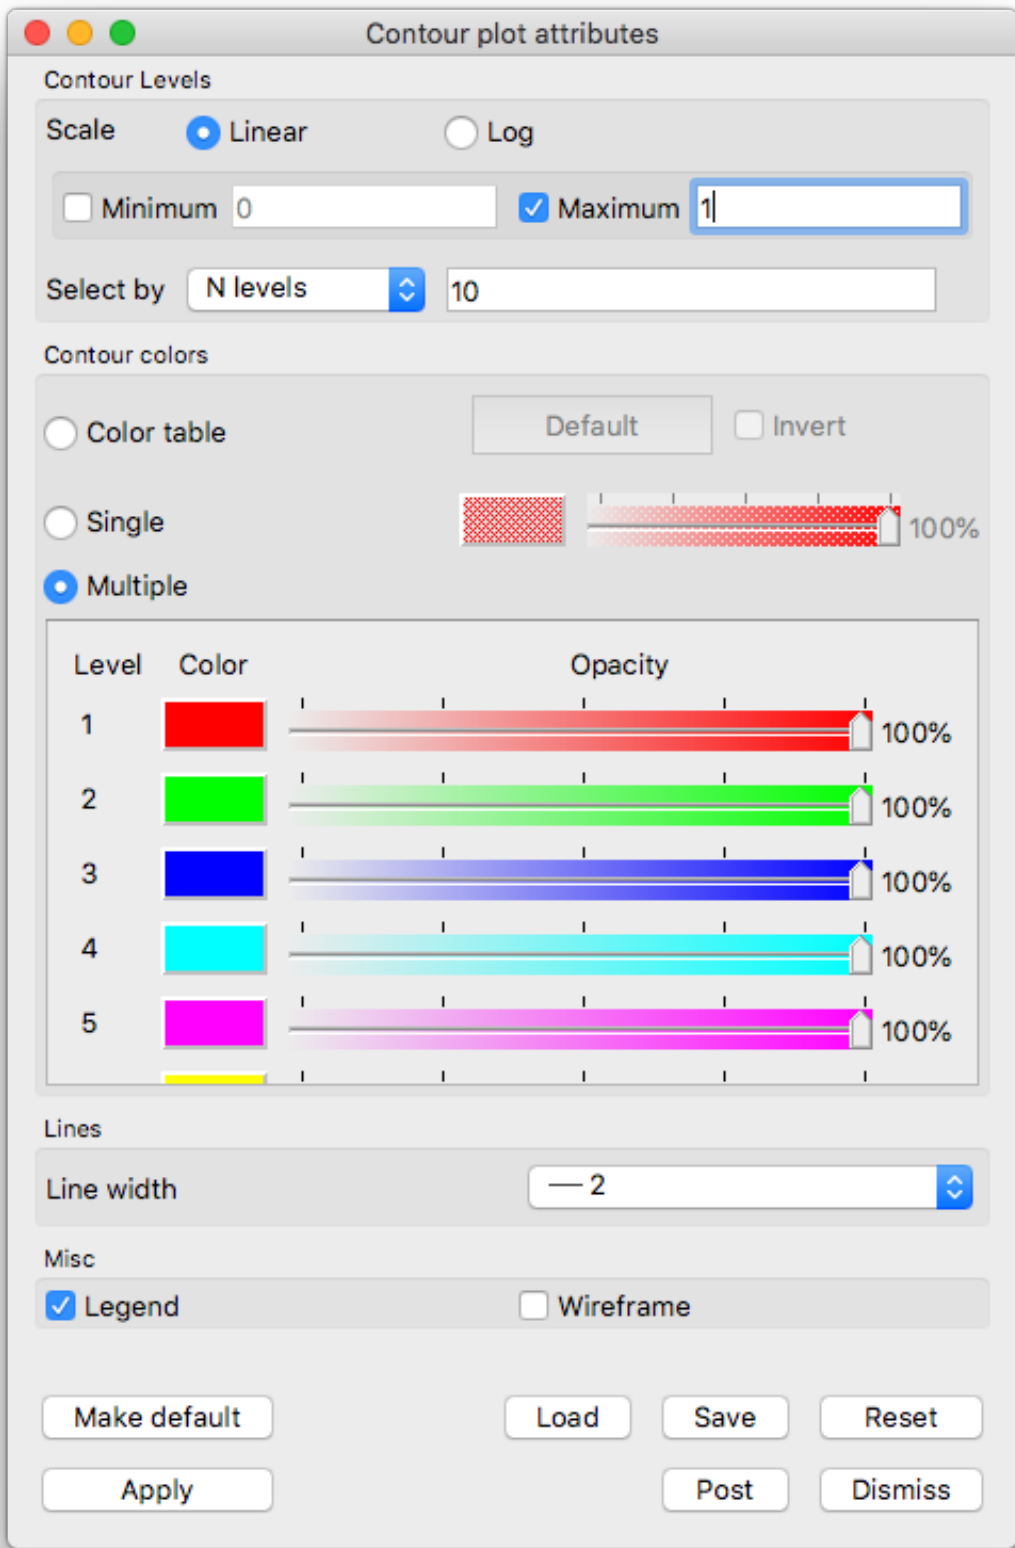 Contour plot attributes
Contour Levels
Scale Linear Log
Minimum 0 Maximum 1
Select by N levels 10
Contour colors
Color table Default Invert
Single 100%
Multiple
Level Color Opacity
1 100%
2 100%
3 100%
4 100%
5 100%
Lines
Line width 2
Misc
Legend Wireframe
Make default Load Save Reset
Apply Post Dismiss